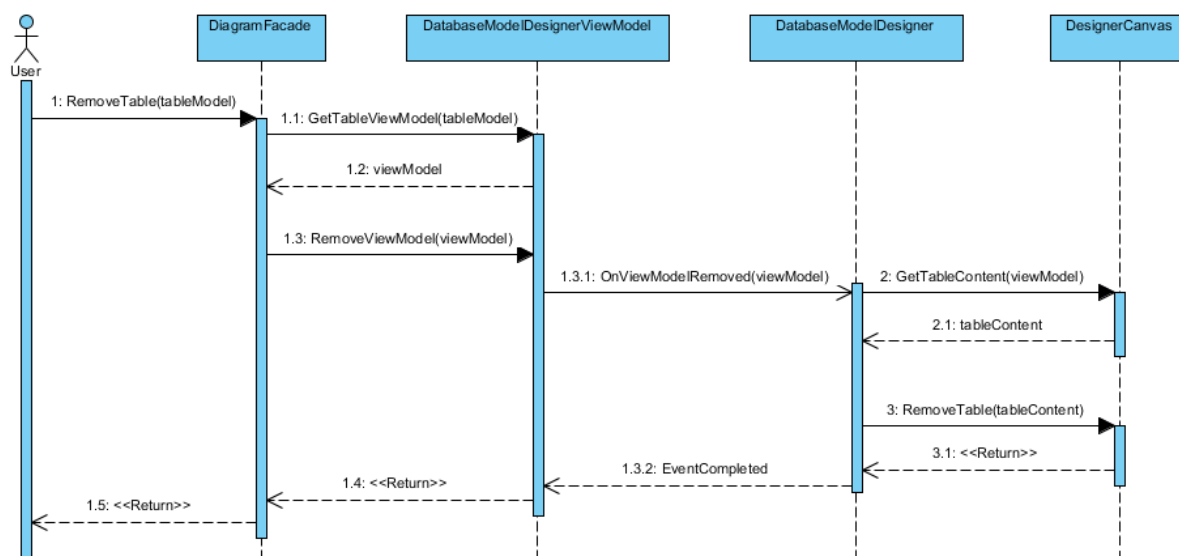 DiagramFacade
DatabaseModelDesignerViewModel
DatabaseModelDesigner
DesignerCanvas
User
1: RemoveTable(tableModel)
1.1: GetTableViewModel(tableModel)
1.2: viewModel
1.3: RemoveViewModel(viewModel)
1.3.1: OnViewModelRemoved(viewModel)
2: GetTableContent(viewModel)
2.1: tableContent
3: RemoveTable(tableContent)
3.1: <<Return>>
1.3.2: EventCompleted
1.4: <<Return>>
1.5: <<Return>>